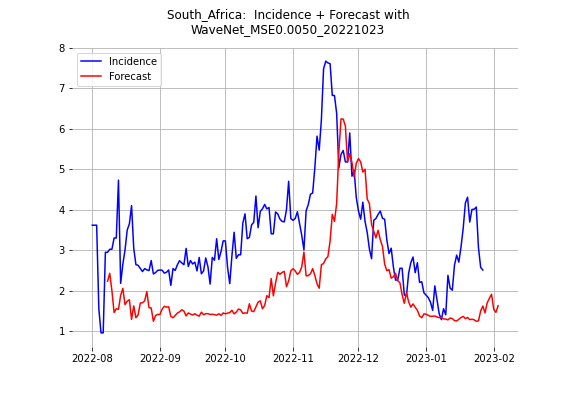 South_Africa:  Incidence + Forecast with
WaveNet_MSE0.0050_20221023
Incidence
Forecast
8
7
6
5
4
3
2
1
2022-08 2022-09 2022-10 2022-11 2022-12 2023-01 2023-02